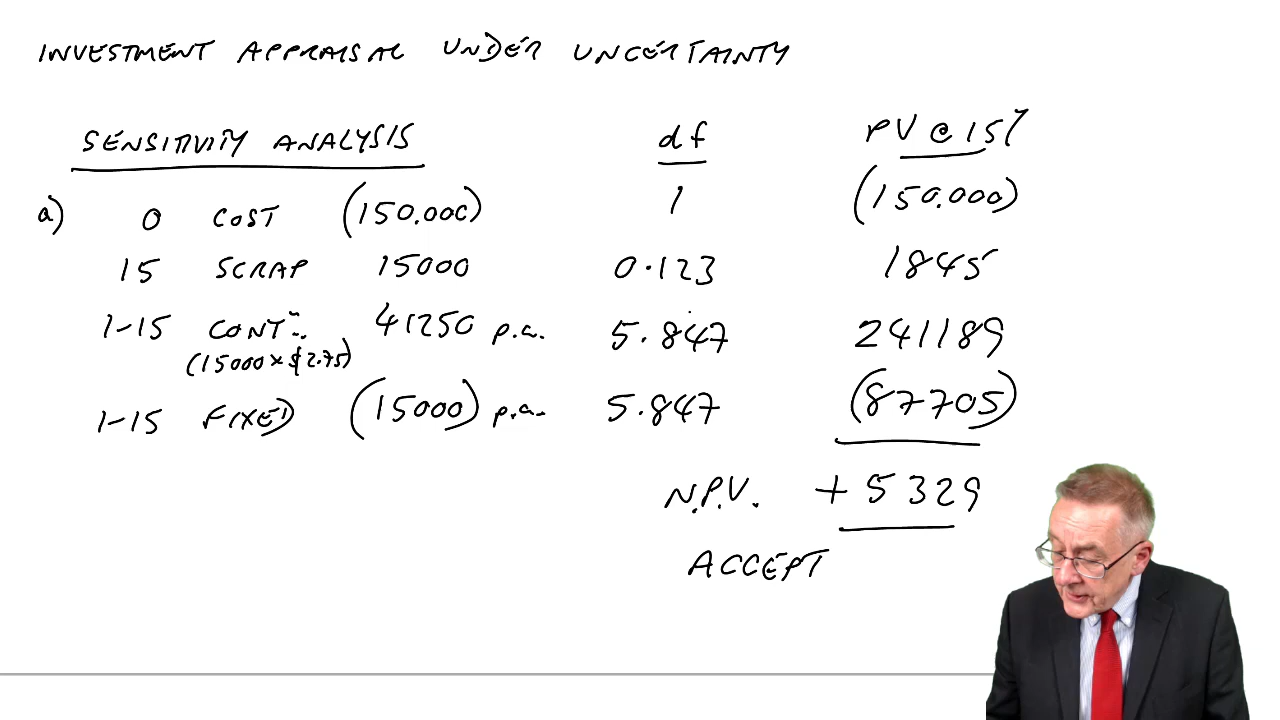 INVESTMENT APPRAISAL UNDER UNCERTAINTY
SENSITIVITY ANALYSIS df PV @ 15%
a) 0 COST (150.000) 1 (150.000)
15 SCRAP 15000 0.123 1845
1-15 CONTn. 41250 p.a. 5.847 241189
(15000 x $2.75)
1-15 FIXED (15000) p.a. 5.847 (87705)
N.P.V. + 5329
ACCEPT